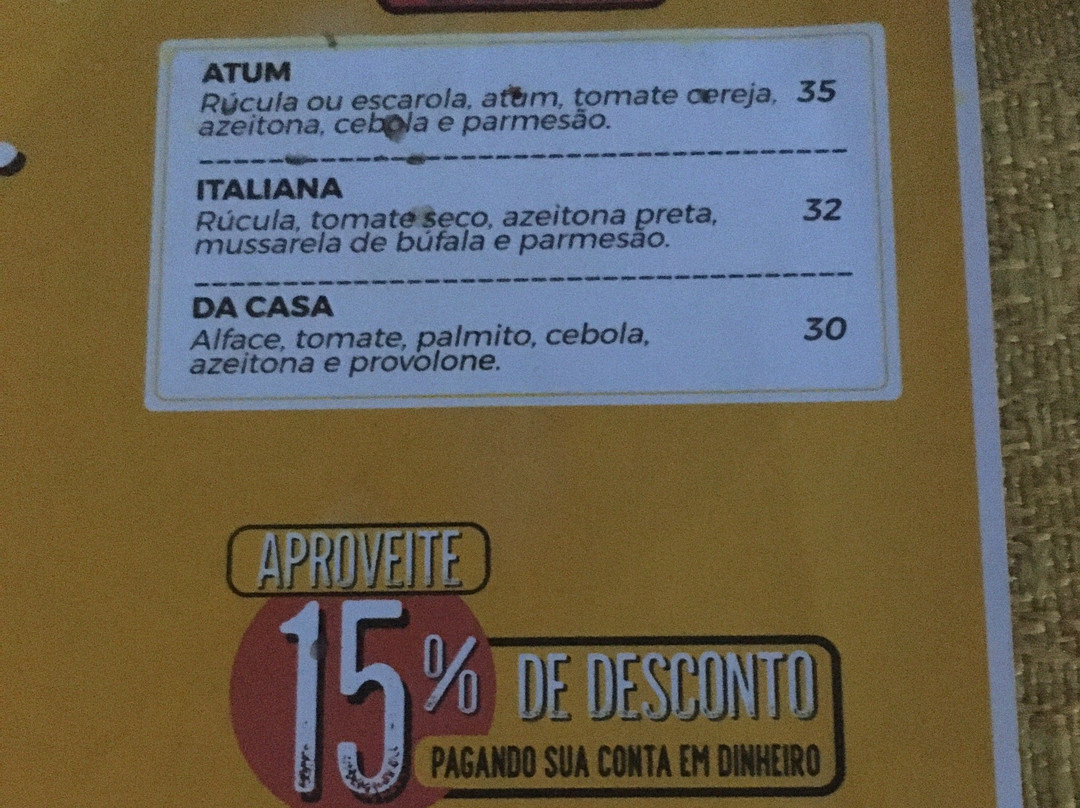 ATUM
Rúcula ou escarola, atum, tomate cereja, 35
azeitona, cebola e parmesão.
ITALIANA
Rúcula, tomate seco, azeitona preta, 32
mussarela de búfala e parmesão.
DA CASA
Alface, tomate, palmito, cebola, 30
azeitona e provolone.
APROVEITE
15% DE DESCONTO
PAGANDO SUA CONTA EM DINHEIRO